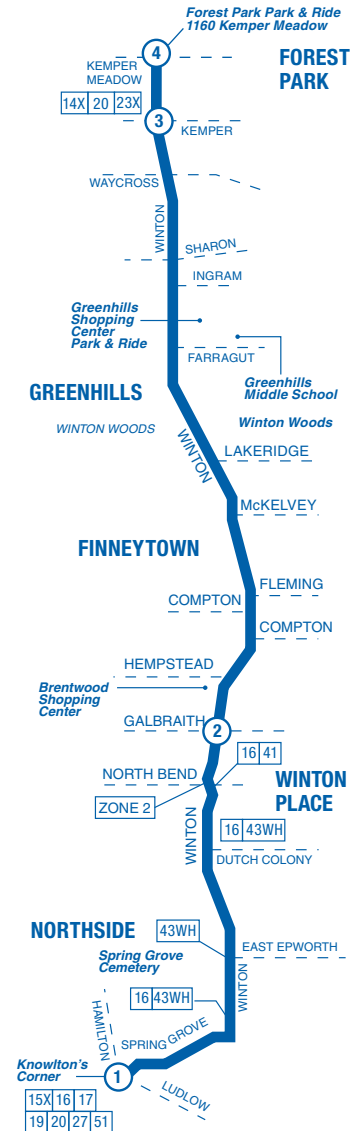 Forest Park Park & Ride
1160 Kemper Meadow
4
FOREST
PARK
KEMPER
MEADOW
14X 20 23X
3
KEMPER
WAYCROSS
WINTON
SHARON
INGRAM
Greenhills
Shopping
Center
Park & Ride
FARRAGUT
Greenhills
Middle School
GREENHILLS
Winton Woods
WINTON WOODS
WINTON
LAKERIDGE
McKELVEY
FINNEYTOWN
FLEMING
COMPTON
COMPTON
HEMPSTEAD
Brentwood
Shopping
Center
GALBRAITH
2
16 41
NORTH BEND
WINTON
PLACE
ZONE 2
16 43WH
WINTON
DUTCH COLONY
NORTHSIDE
43WH
EAST EPWORTH
Spring Grove
Cemetery
WINTON
16 43WH
HAMILTON
SPRING GROVE
Knowlton's
Corner
1
LUDLOW
15X 16 17
19 20 27 51